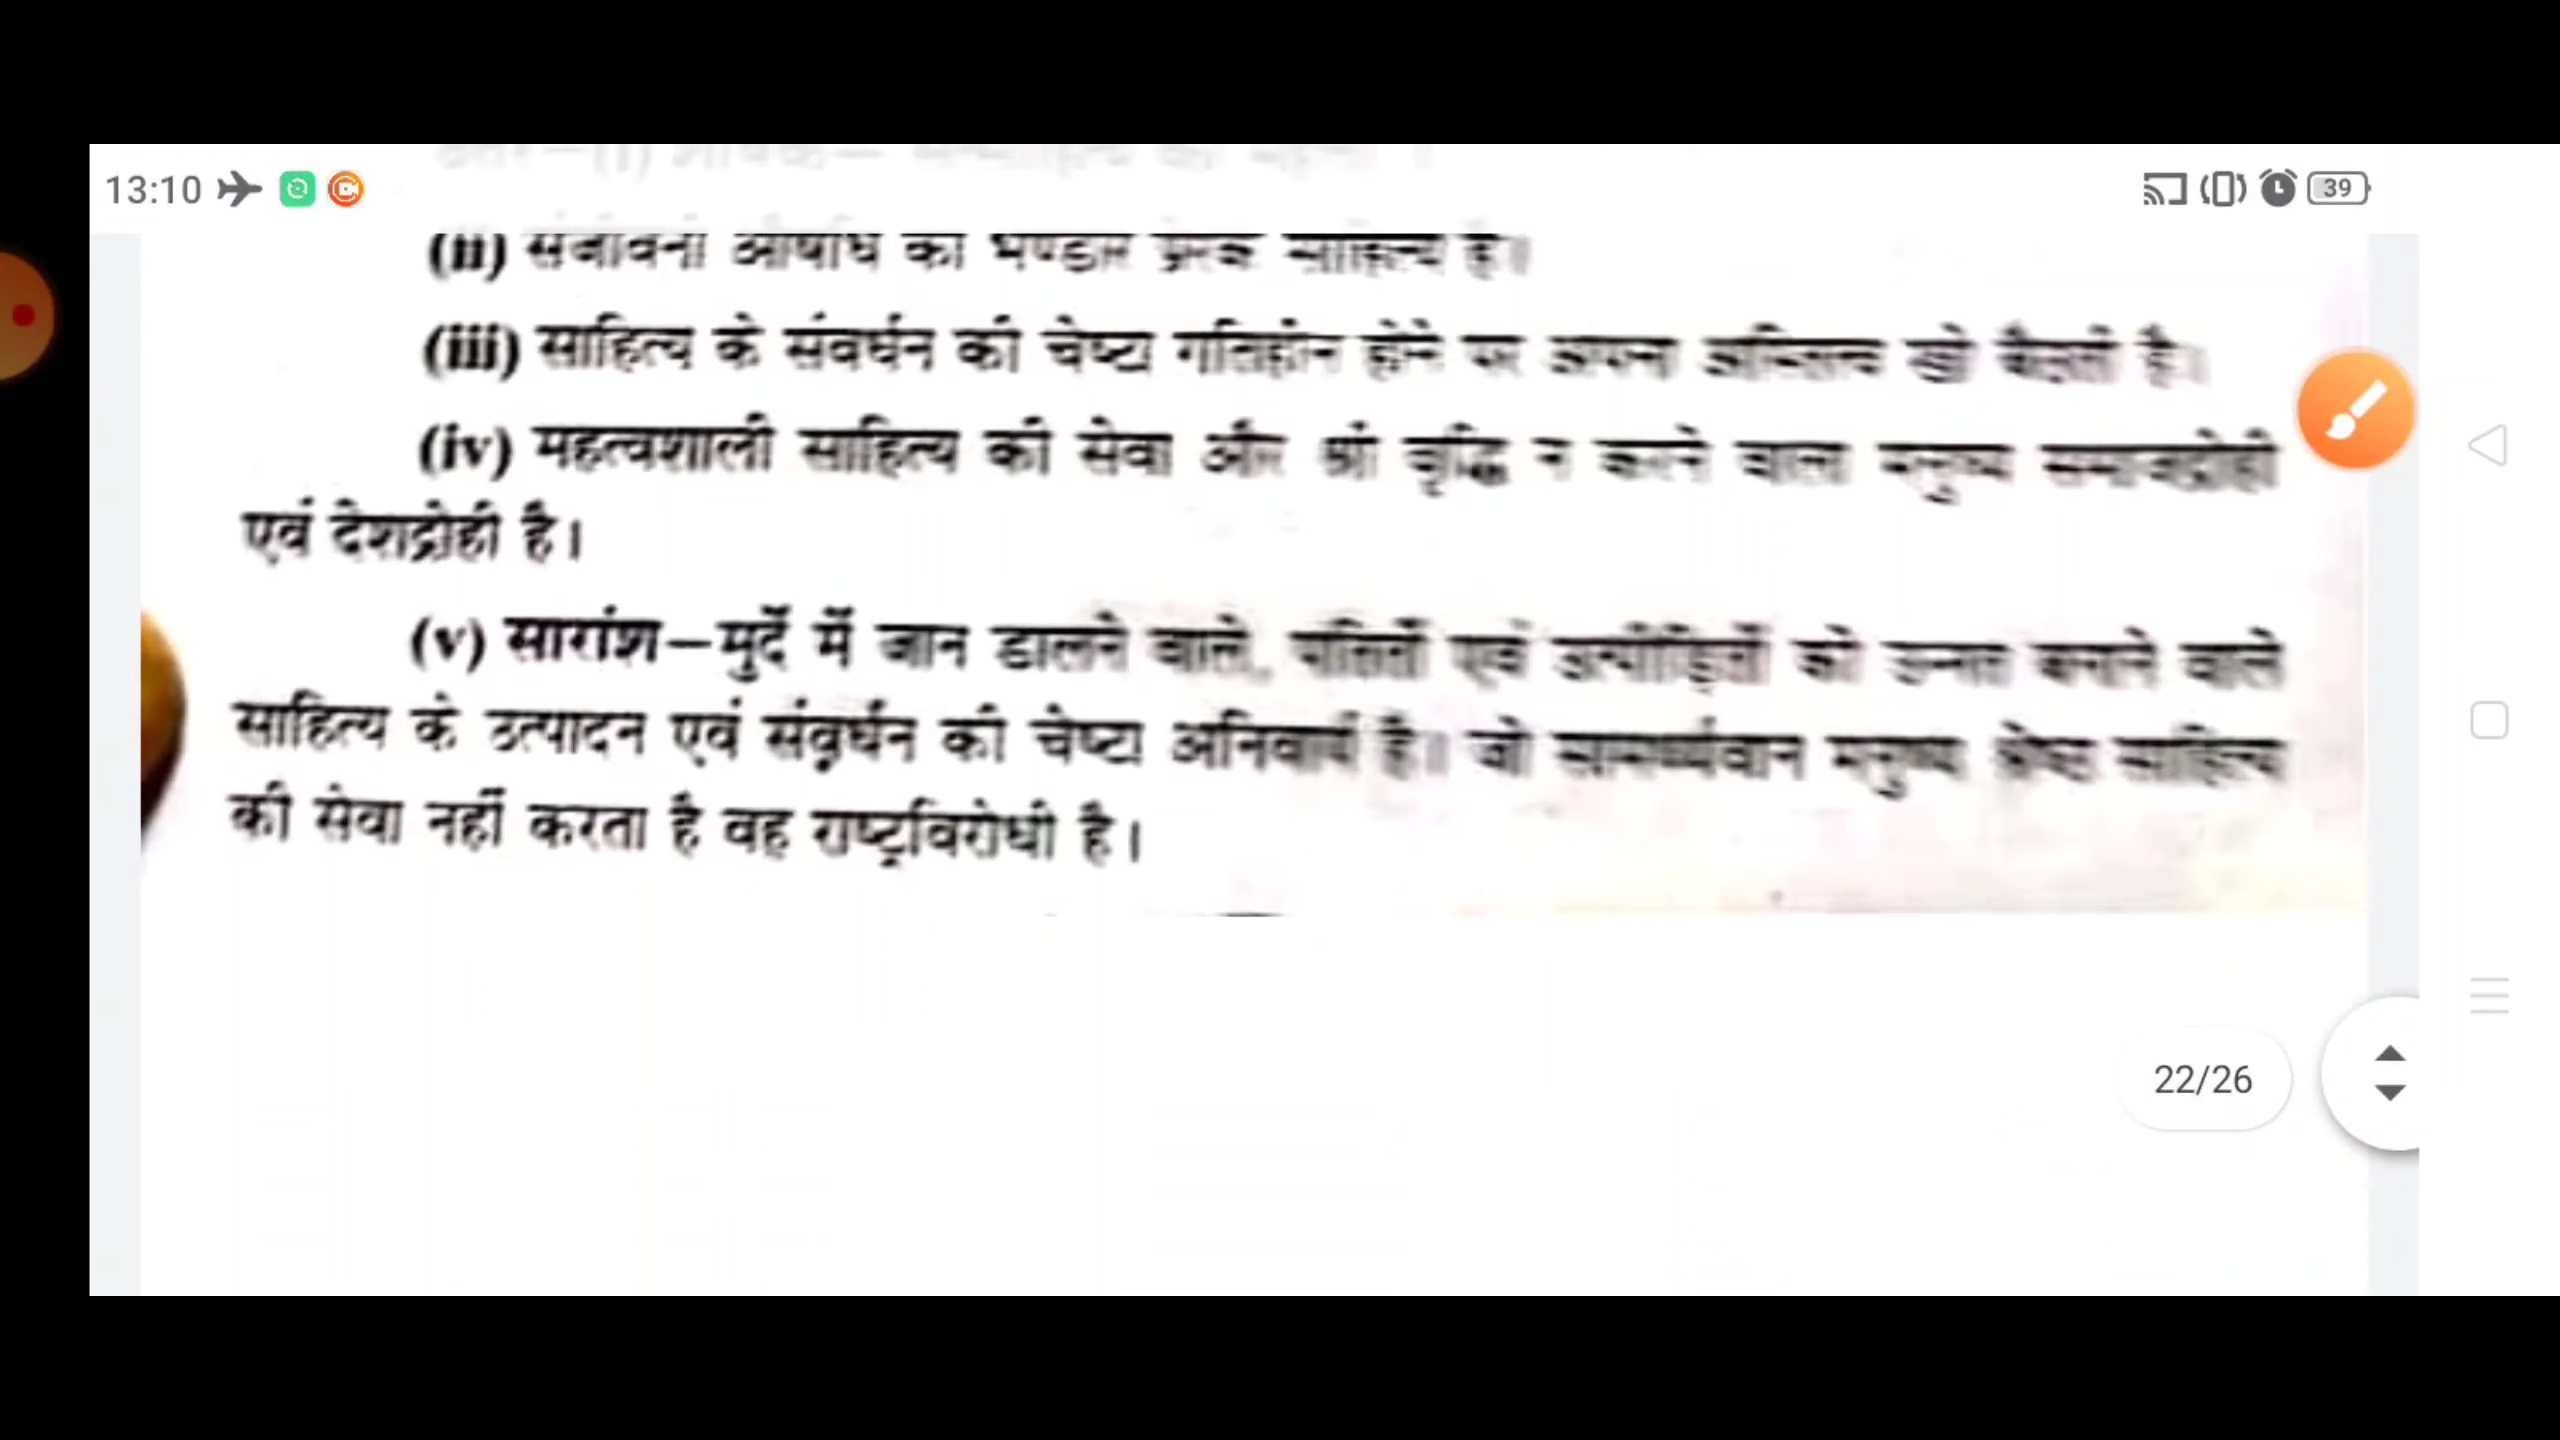 13:10
39
(ii) संजीवनी औषधि का भण्डार प्रेरक साहित्य है।
(iii) साहित्य के संवर्धन की चेष्टा गतिहीन होने पर अपना अस्तित्व खो बैठते है।
(iv) महत्वशाली साहित्य की सेवा और श्री वृद्धि न करने वाला मनुष्य समाजद्रोही
एवं देशद्रोही है।
(v) सारांश–मुर्दे में जान डालने वाले, पतितों एवं उत्पीड़ितों को उन्नत बनाने वाले
साहित्य के उत्पादन एवं संवर्धन की चेष्टा अनिवार्य है। जो सामर्थ्यवान मनुष्य श्रेष्ठ साहित्य
की सेवा नहीं करता है वह राष्ट्रविरोधी है।
22/26